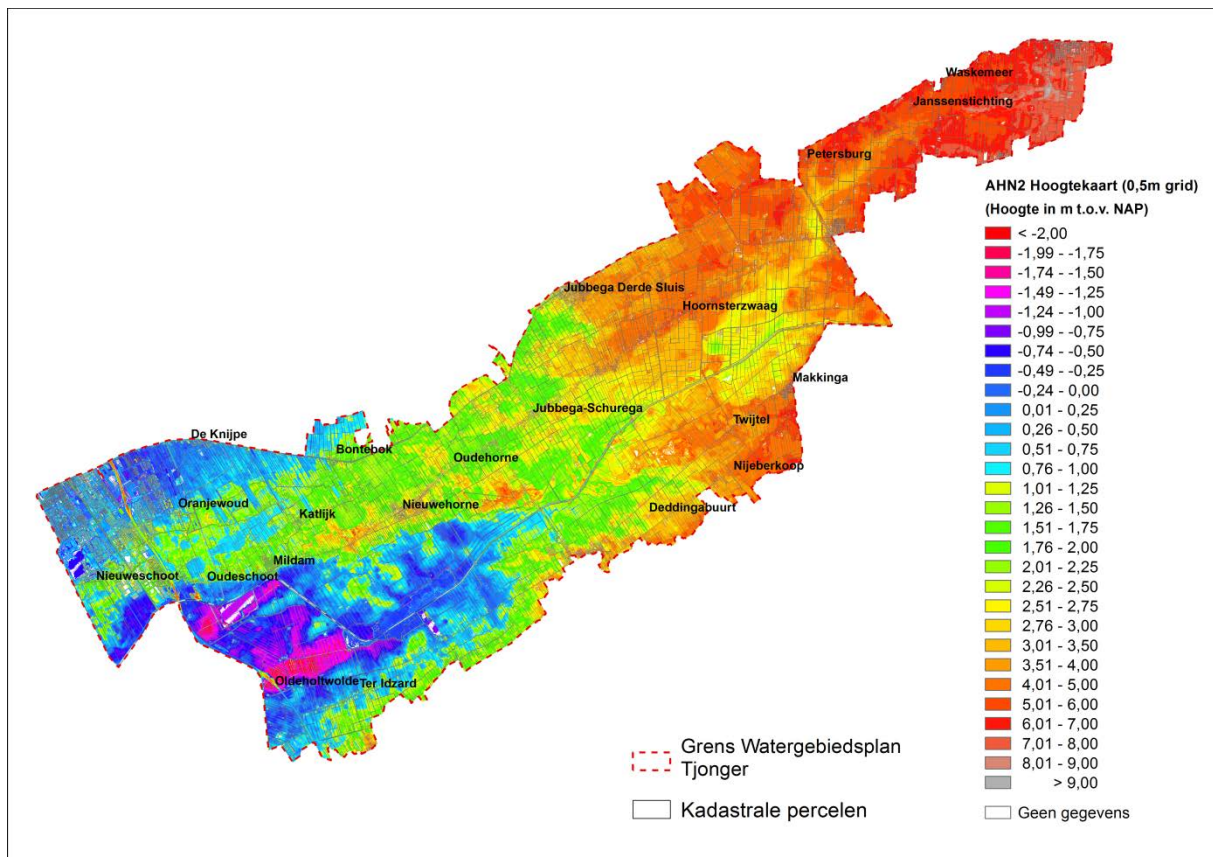 Waskemeer
Janssenstichting
Petersburg
AHN2 Hoogtekaart (0,5m grid)
(Hoogte in m t.o.v. NAP)
< -2,00
-1,99 - -1,75
-1,74 - -1,50
-1,49 - -1,25
-1,24 - -1,00
-0,99 - -0,75
-0,74 - -0,50
-0,49 - -0,25
-0,24 - 0,00
0,01 - 0,25
0,26 - 0,50
0,51 - 0,75
0,76 - 1,00
1,01 - 1,25
1,26 - 1,50
1,51 - 1,75
1,76 - 2,00
2,01 - 2,25
2,26 - 2,50
2,51 - 2,75
2,76 - 3,00
3,01 - 3,50
3,51 - 4,00
4,01 - 5,00
5,01 - 6,00
6,01 - 7,00
7,01 - 8,00
8,01 - 9,00
> 9,00
Geen gegevens
Jubbega Derde Sluis
Hoornsterzwaag
Makkinga
Jubbega-Schurega
Twijtel
De Knijpe
Bontebok
Oudehorne
Nijeberkoop
Oranjewoud
Katlijk
Nieuwehorne
Deddingabuurt
Mildam
Nieuweschoot
Oudeschoot
Oldeholtwolde
Ter Idzard
Grens Watergebiedsplan
Tjonger
Kadastrale percelen